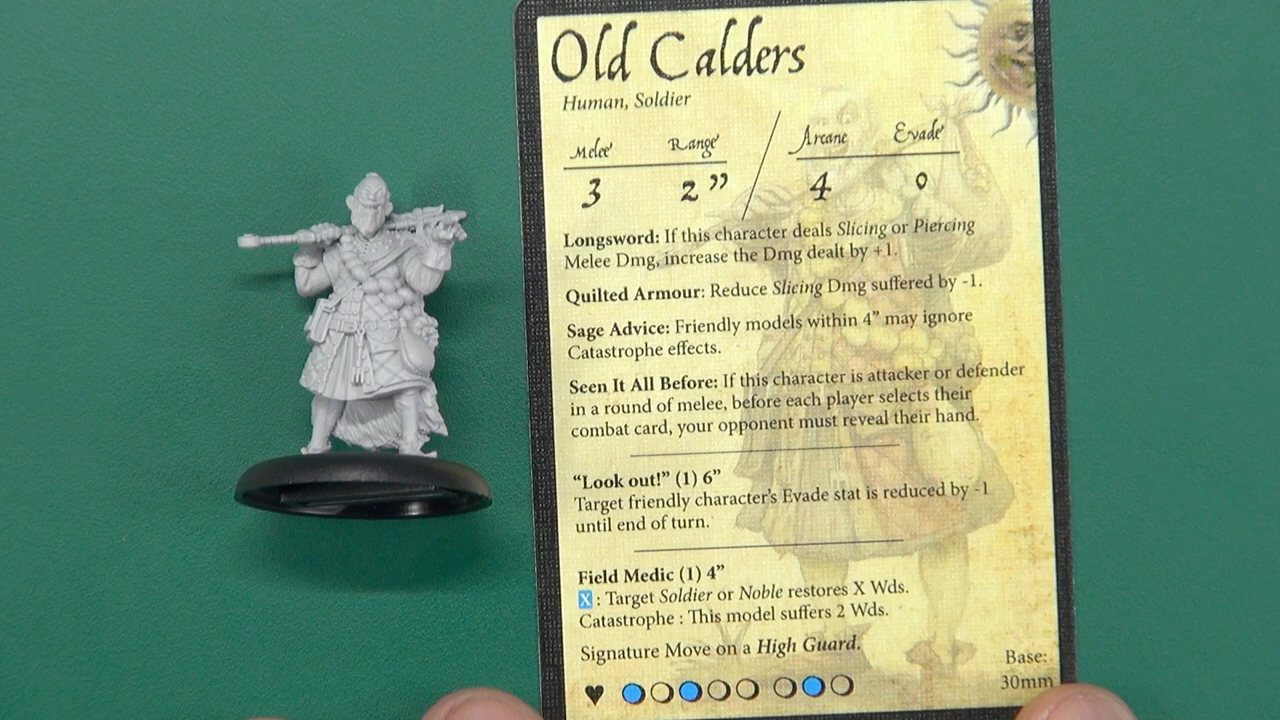 Old Calders
Human, Soldier
Melee Range Arcane Evade
3 2” 4 0
Longsword: If this character deals Slicing or Piercing
Melee Dmg, increase the Dmg dealt by +1.
Quilted Armour: Reduce Slicing Dmg suffered by -1.
Sage Advice: Friendly models within 4” may ignore
Catastrophe effects.
Seen It All Before: If this character is attacker or defender
in a round of melee, before each player selects their
combat card, your opponent must reveal their hand.
“Look out!” (1) 6”
Target friendly character's Evade stat is reduced by -1
until end of turn.
Field Medic (1) 4”
X : Target Soldier or Noble restores X Wds.
Catastrophe : This model suffers 2 Wds.
Signature Move on a High Guard.
Base:
30mm